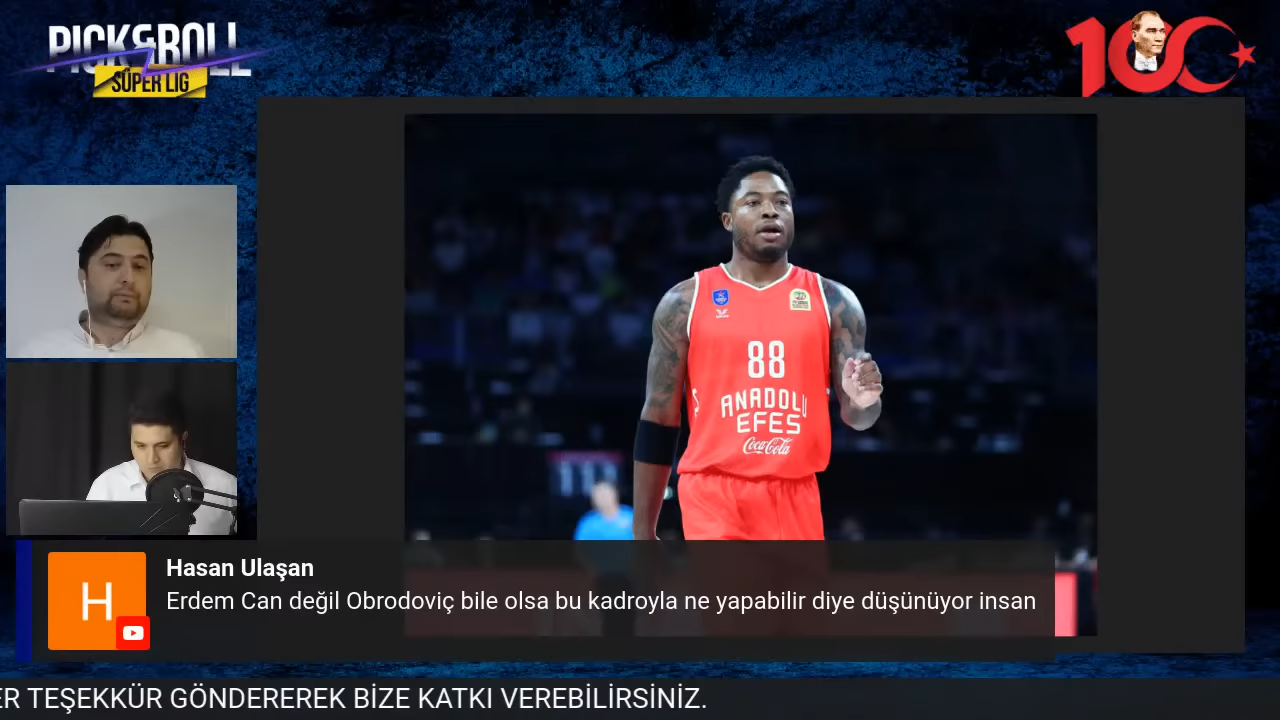 PICK&ROLL
SÜPER LIG
100
88
ANADOLU
EFES
Coca-Cola
H
Hasan Ulaşan
Erdem Can değil Obrodoviç bile olsa bu kadroyla ne yapabilir diye düşünüyor insan
ER TEŞEKKÜR GÖNDEREREK BİZE KATKI VEREBİLİRSİNİZ.